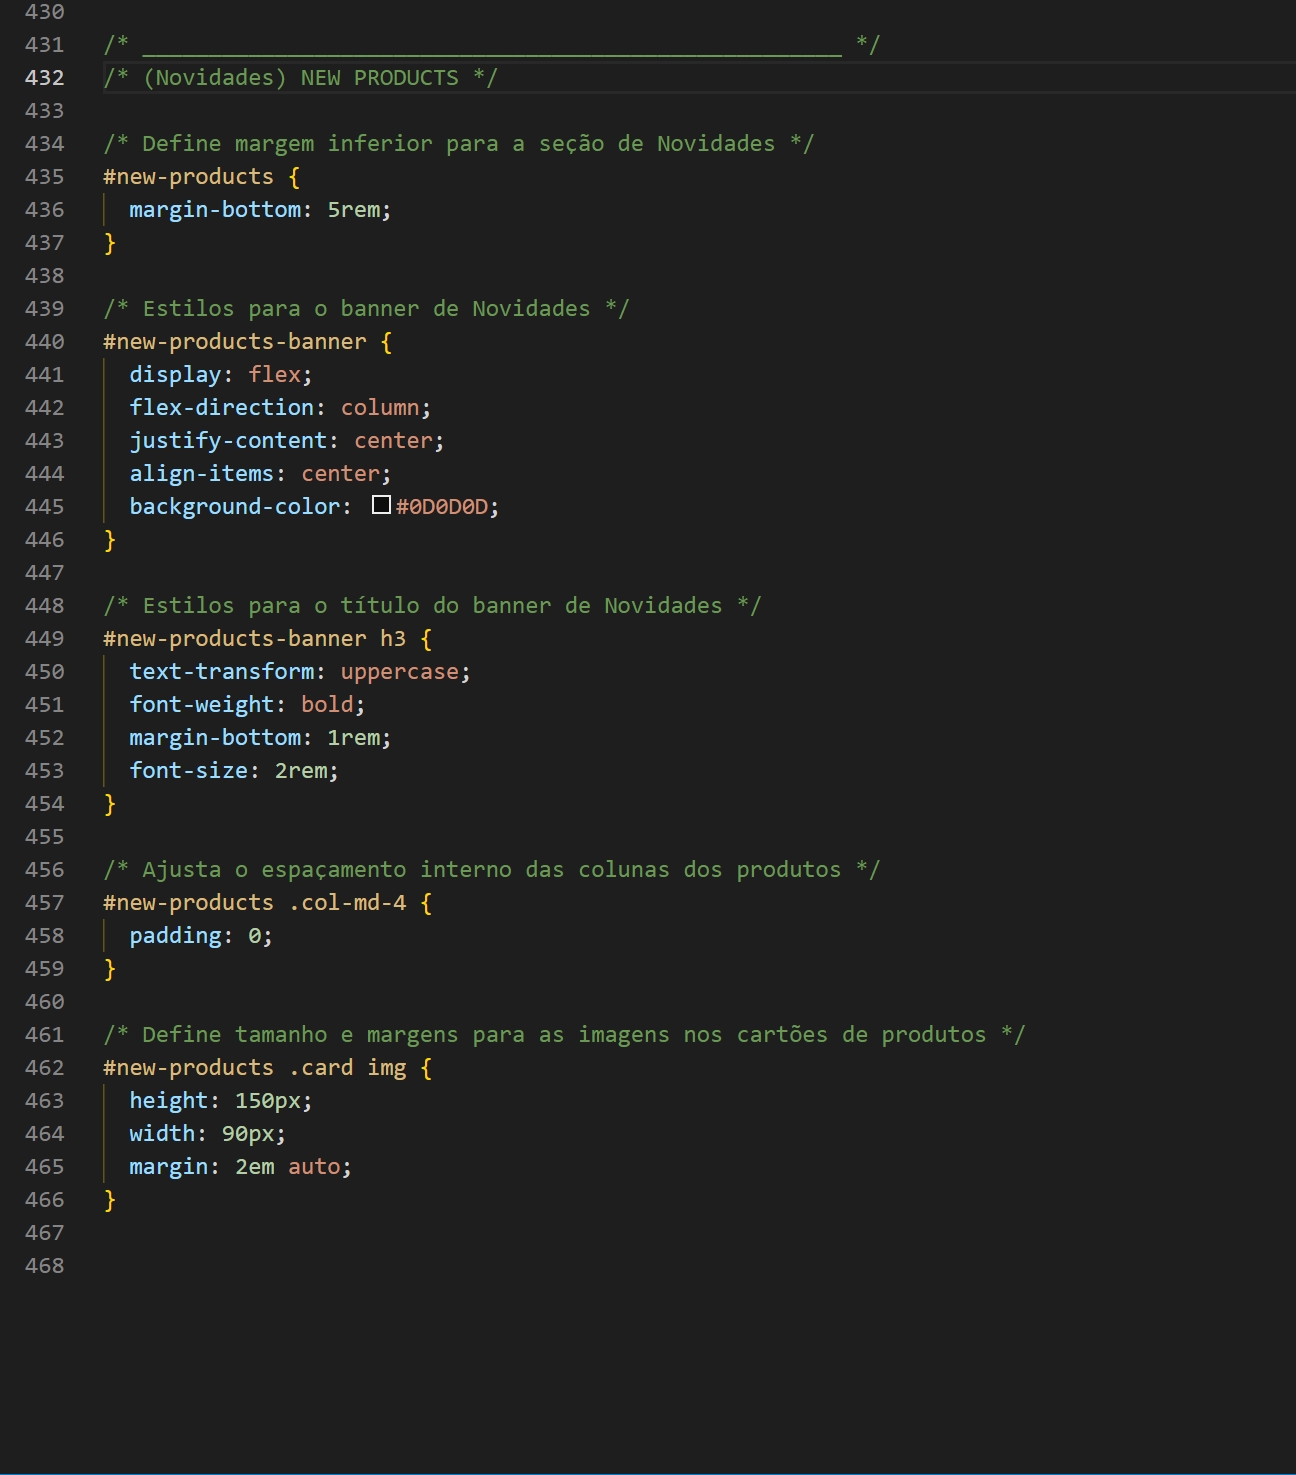 430
431 /* _____________________________________________________ */
432 /* (Novidades) NEW PRODUCTS */
433
434 /* Define margem inferior para a seção de Novidades */
435 #new-products {
436   margin-bottom: 5rem;
437 }
438
439 /* Estilos para o banner de Novidades */
440 #new-products-banner {
441   display: flex;
442   flex-direction: column;
443   justify-content: center;
444   align-items: center;
445   background-color: #0D0D0D;
446 }
447
448 /* Estilos para o título do banner de Novidades */
449 #new-products-banner h3 {
450   text-transform: uppercase;
451   font-weight: bold;
452   margin-bottom: 1rem;
453   font-size: 2rem;
454 }
455
456 /* Ajusta o espaçamento interno das colunas dos produtos */
457 #new-products .col-md-4 {
458   padding: 0;
459 }
460
461 /* Define tamanho e margens para as imagens nos cartões de produtos */
462 #new-products .card img {
463   height: 150px;
464   width: 90px;
465   margin: 2em auto;
466 }
467
468